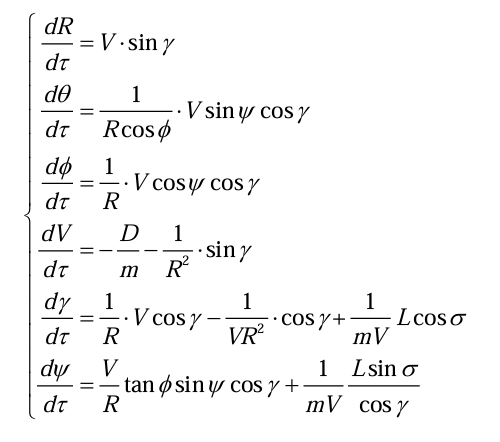 dR/dτ = V · sin γ
dθ/dτ = 1/(R cos ϕ) · V sin ψ cos γ
dϕ/dτ = 1/R · V cos ψ cos γ
dV/dτ = − D/m − 1/R² · sin γ
dγ/dτ = 1/R · V cos γ − 1/(VR²) · cos γ + 1/(mV) L cos σ
dψ/dτ = V/R tan ϕ sin ψ cos γ + 1/(mV) (L sin σ)/(cos γ)